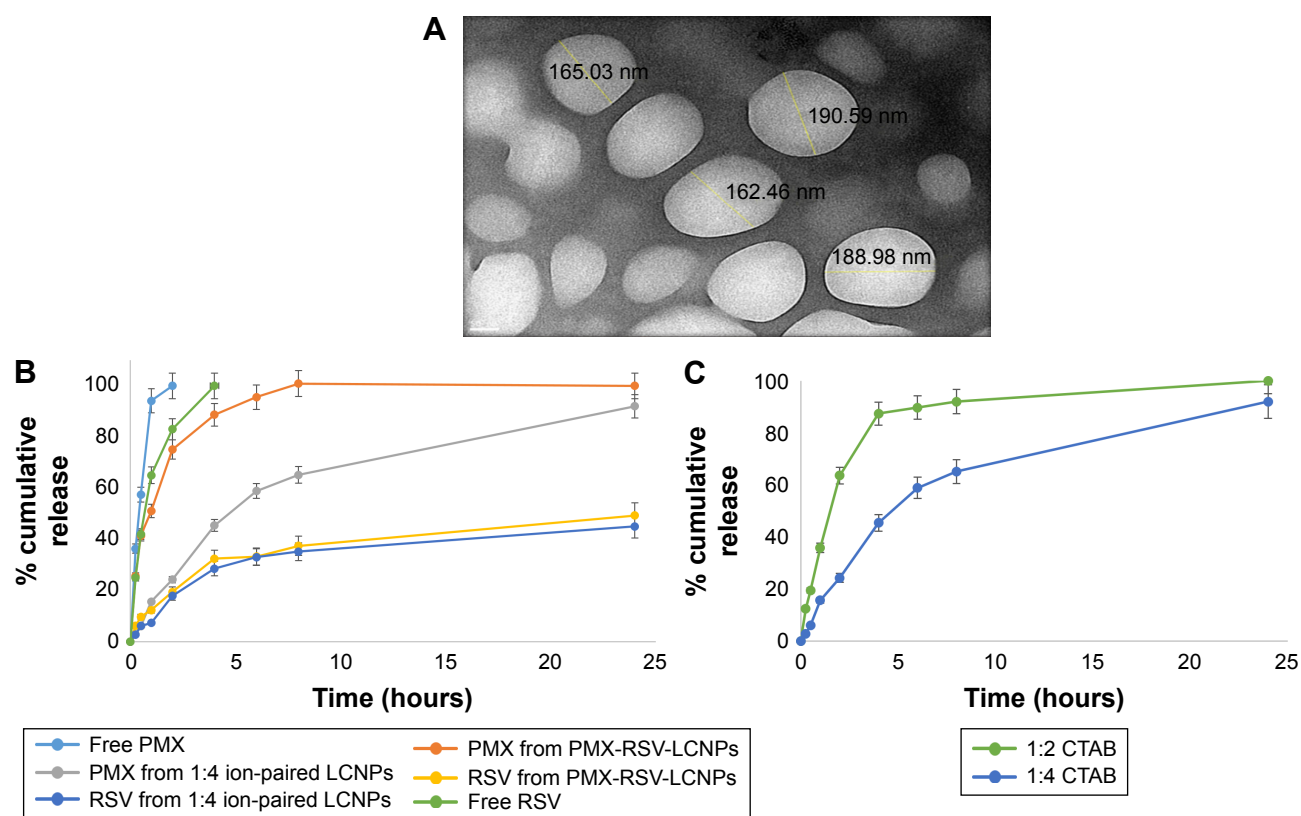 A
165.03 nm
190.59 nm
162.46 nm
188.98 nm
B
% cumulative
release
100
80
60
40
20
0
0 5 10 15 20 25
Time (hours)
Free PMX
PMX from 1:4 ion-paired LCNPs
RSV from 1:4 ion-paired LCNPs
PMX from PMX-RSV-LCNPs
RSV from PMX-RSV-LCNPs
Free RSV
C
% cumulative
release
100
80
60
40
20
0
0 5 10 15 20 25
Time (hours)
1:2 CTAB
1:4 CTAB